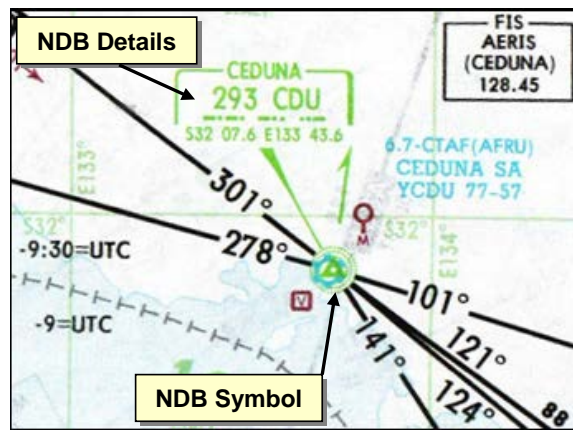 NDB Details
FIS
AERIS
(CEDUNA)
128.45
CEDUNA
293 CDU
S32 07.6 E133 43.6
6.7-CTAF(AFRU)
CEDUNA SA
YCDU 77-57
E133°
301°
S32°
S32°
M
E134°
278°
-9:30=UTC
101°
V
-9=UTC
141°
121°
124°
88
NDB Symbol